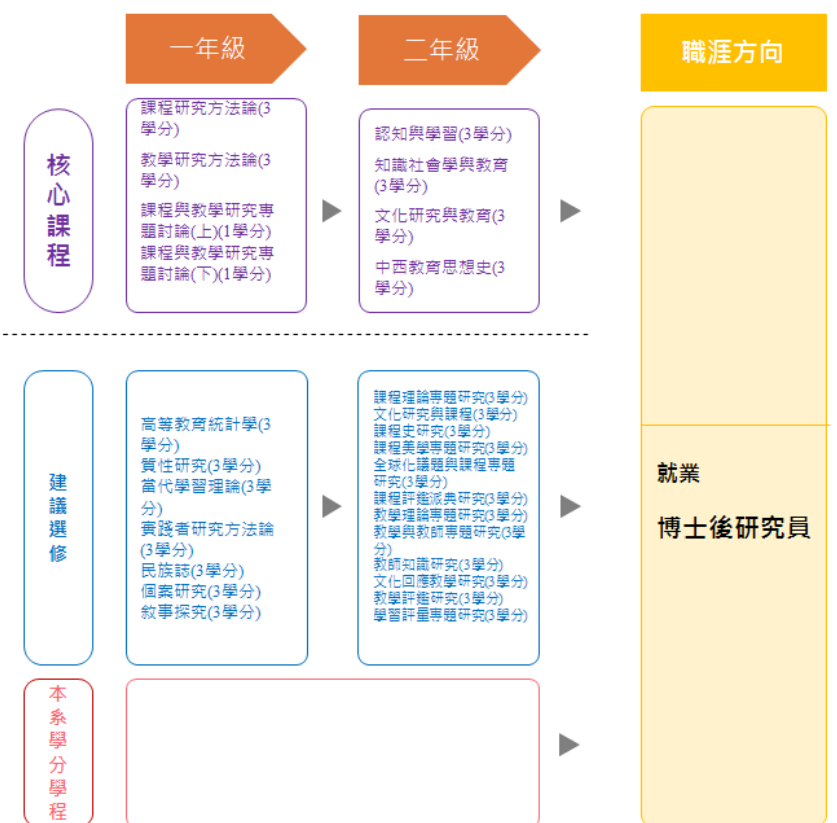 一年級
二年級
職涯方向
核心課程
課程研究方法論(3
學分)
教學研究方法論(3
學分)
課程與教學研究專
題討論(上)(1學分)
課程與教學研究專
題討論(下)(1學分)
認知與學習(3學分)
知識社會學與教育
(3學分)
文化研究與教育(3
學分)
中西教育思想史(3
學分)
建議選修
高等教育統計學(3
學分)
質性研究(3學分)
當代學習理論(3學
分)
實踐者研究方法論
(3學分)
民族誌(3學分)
個案研究(3學分)
敘事探究(3學分)
課程理論專題研究(3學分)
文化研究與課程(3學分)
課程史研究(3學分)
課程美學專題研究(3學分)
全球化議題與課程專題
研究(3學分)
課程評鑑派典研究(3學分)
教學理論專題研究(3學分)
教學與教師專題研究(3學
分)
教師知識研究(3學分)
文化回應教學研究(3學分)
教學評鑑研究(3學分)
學習評量專題研究(3學分)
就業
博士後研究員
本系學分學程